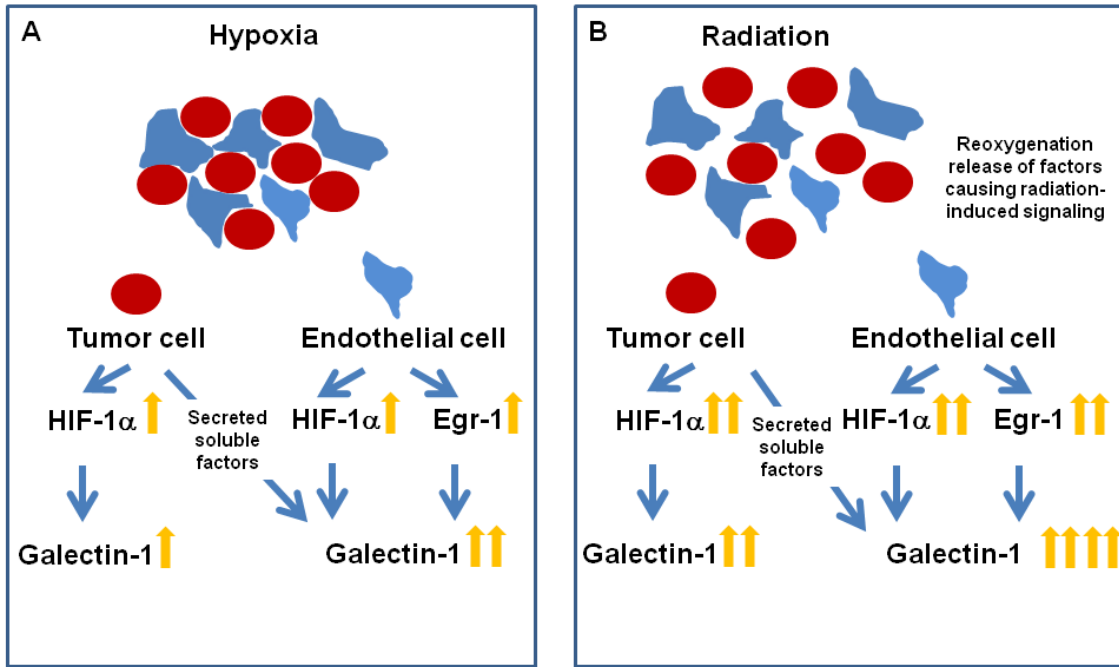 A
Hypoxia
Tumor cell
Endothelial cell
HIF-1α
Secreted
soluble
factors
HIF-1α
Egr-1
Galectin-1
Galectin-1
B
Radiation
Reoxygenation
release of factors
causing radiation-
induced signaling
Tumor cell
Endothelial cell
HIF-1α
Secreted
soluble
factors
HIF-1α
Egr-1
Galectin-1
Galectin-1